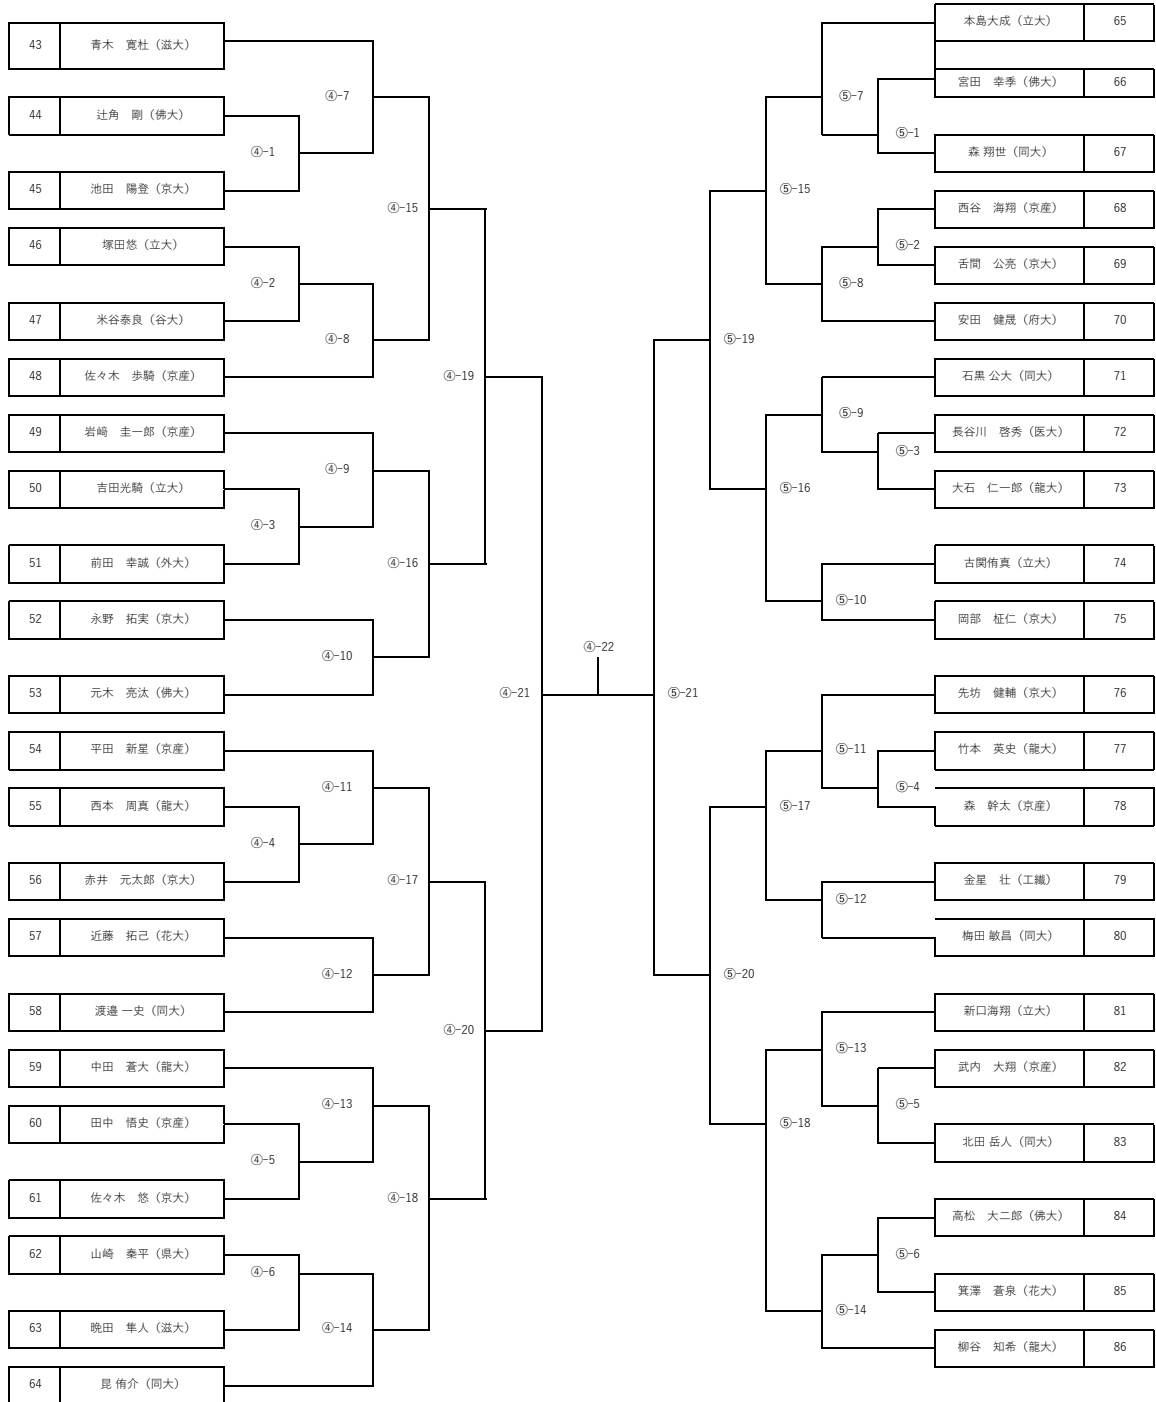 43 青木　寛杜（滋大）
44 辻角　剛（佛大）
45 池田　陽登（京大）
46 塚田悠（立大）
47 米谷泰良（谷大）
48 佐々木　歩騎（京産）
49 岩﨑　圭一郎（京産）
50 吉田光騎（立大）
51 前田　幸誠（外大）
52 永野　拓実（京大）
53 元木　亮汰（佛大）
54 平田　新星（京産）
55 西本　周真（龍大）
56 赤井　元太郎（京大）
57 近藤　拓己（花大）
58 渡邉 一史（同大）
59 中田　蒼大（龍大）
60 田中　悟史（京産）
61 佐々木　悠（京大）
62 山崎　秦平（県大）
63 晩田　隼人（滋大）
64 昆 侑介（同大）
④−1
④−2
④−3
④−4
④−5
④−6
④−7
④−8
④−9
④−10
④−11
④−12
④−13
④−14
④−15
④−16
④−17
④−18
④−19
④−20
④−21
④−22
⑤−21
⑤−19
⑤−20
⑤−15
⑤−16
⑤−17
⑤−18
⑤−7
⑤−8
⑤−9
⑤−10
⑤−11
⑤−12
⑤−13
⑤−14
⑤−1
⑤−2
⑤−3
⑤−4
⑤−5
⑤−6
本島大成（立大） 65
宮田　幸季（佛大） 66
森 翔世（同大） 67
西谷　海翔（京産） 68
舌間　公亮（京大） 69
安田　健晟（府大） 70
石黒 公大（同大） 71
長谷川　啓秀（医大） 72
大石　仁一郎（龍大） 73
古関侑真（立大） 74
岡部　柾仁（京大） 75
先坊　健輔（京大） 76
竹本　英史（龍大） 77
森　幹太（京産） 78
金星　壮（工繊） 79
梅田 敏昌（同大） 80
新口海翔（立大） 81
武内　大翔（京産） 82
北田 岳人（同大） 83
高松　大二郎（佛大） 84
箕澤　蒼泉（花大） 85
柳谷　知希（龍大） 86